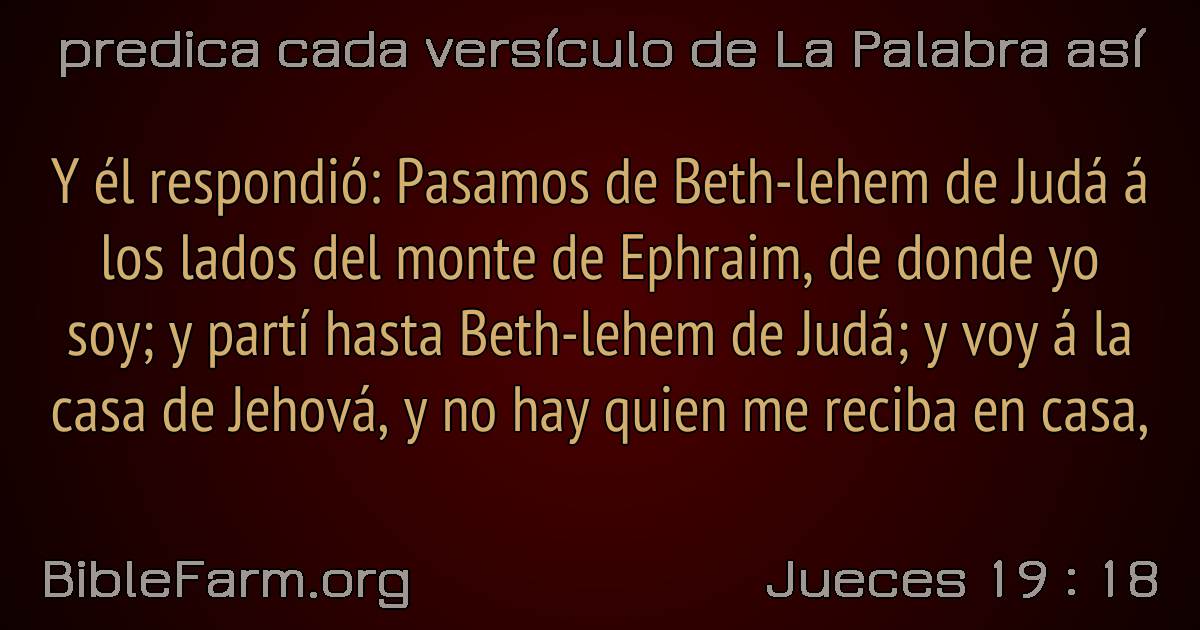 predica cada versículo de La Palabra así
Y él respondió: Pasamos de Beth-lehem de Judá á
los lados del monte de Ephraim, de donde yo
soy; y partí hasta Beth-lehem de Judá; y voy á la
casa de Jehová, y no hay quien me reciba en casa,
BibleFarm.org
Jueces 19 : 18